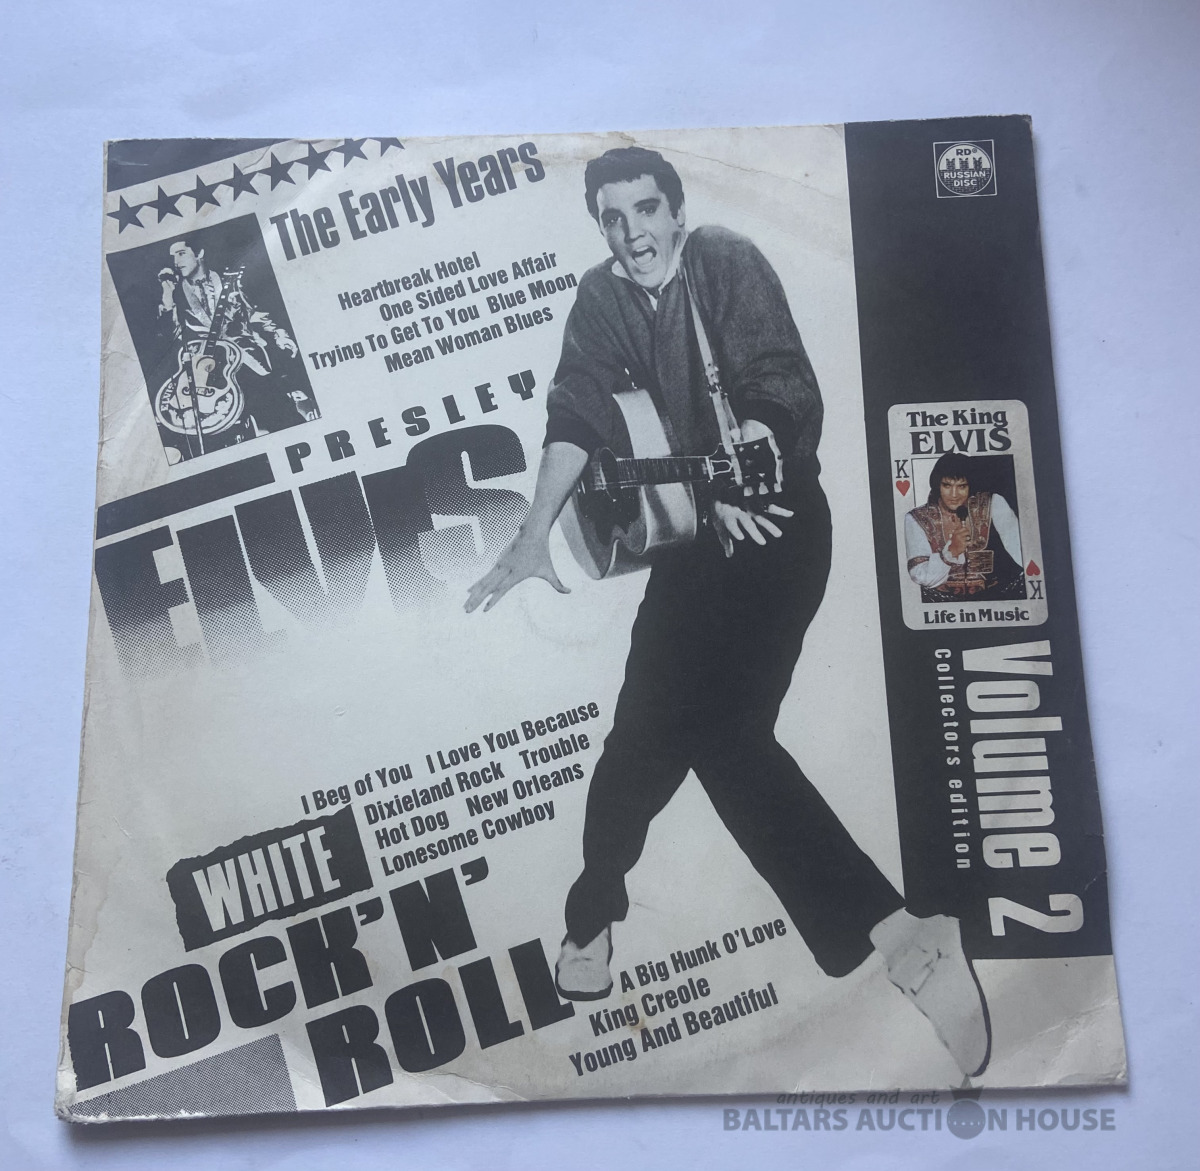 The Early Years
Heartbreak Hotel
One Sided Love Affair
Trying To Get To You Blue Moon
Mean Woman Blues
PRESLEY
ELVIS
I Beg of You I Love You Because
Dixieland Rock Trouble
Hot Dog New Orleans
Lonesome Cowboy
WHITE
ROCK'N'
ROLL
A Big Hunk O'Love
King Creole
Young And Beautiful
RD®
RUSSIAN
DISC
The King
ELVIS
K
K
Life in Music
Volume 2
Collectors edition
antiques and art
BALTARS AUCTION HOUSE